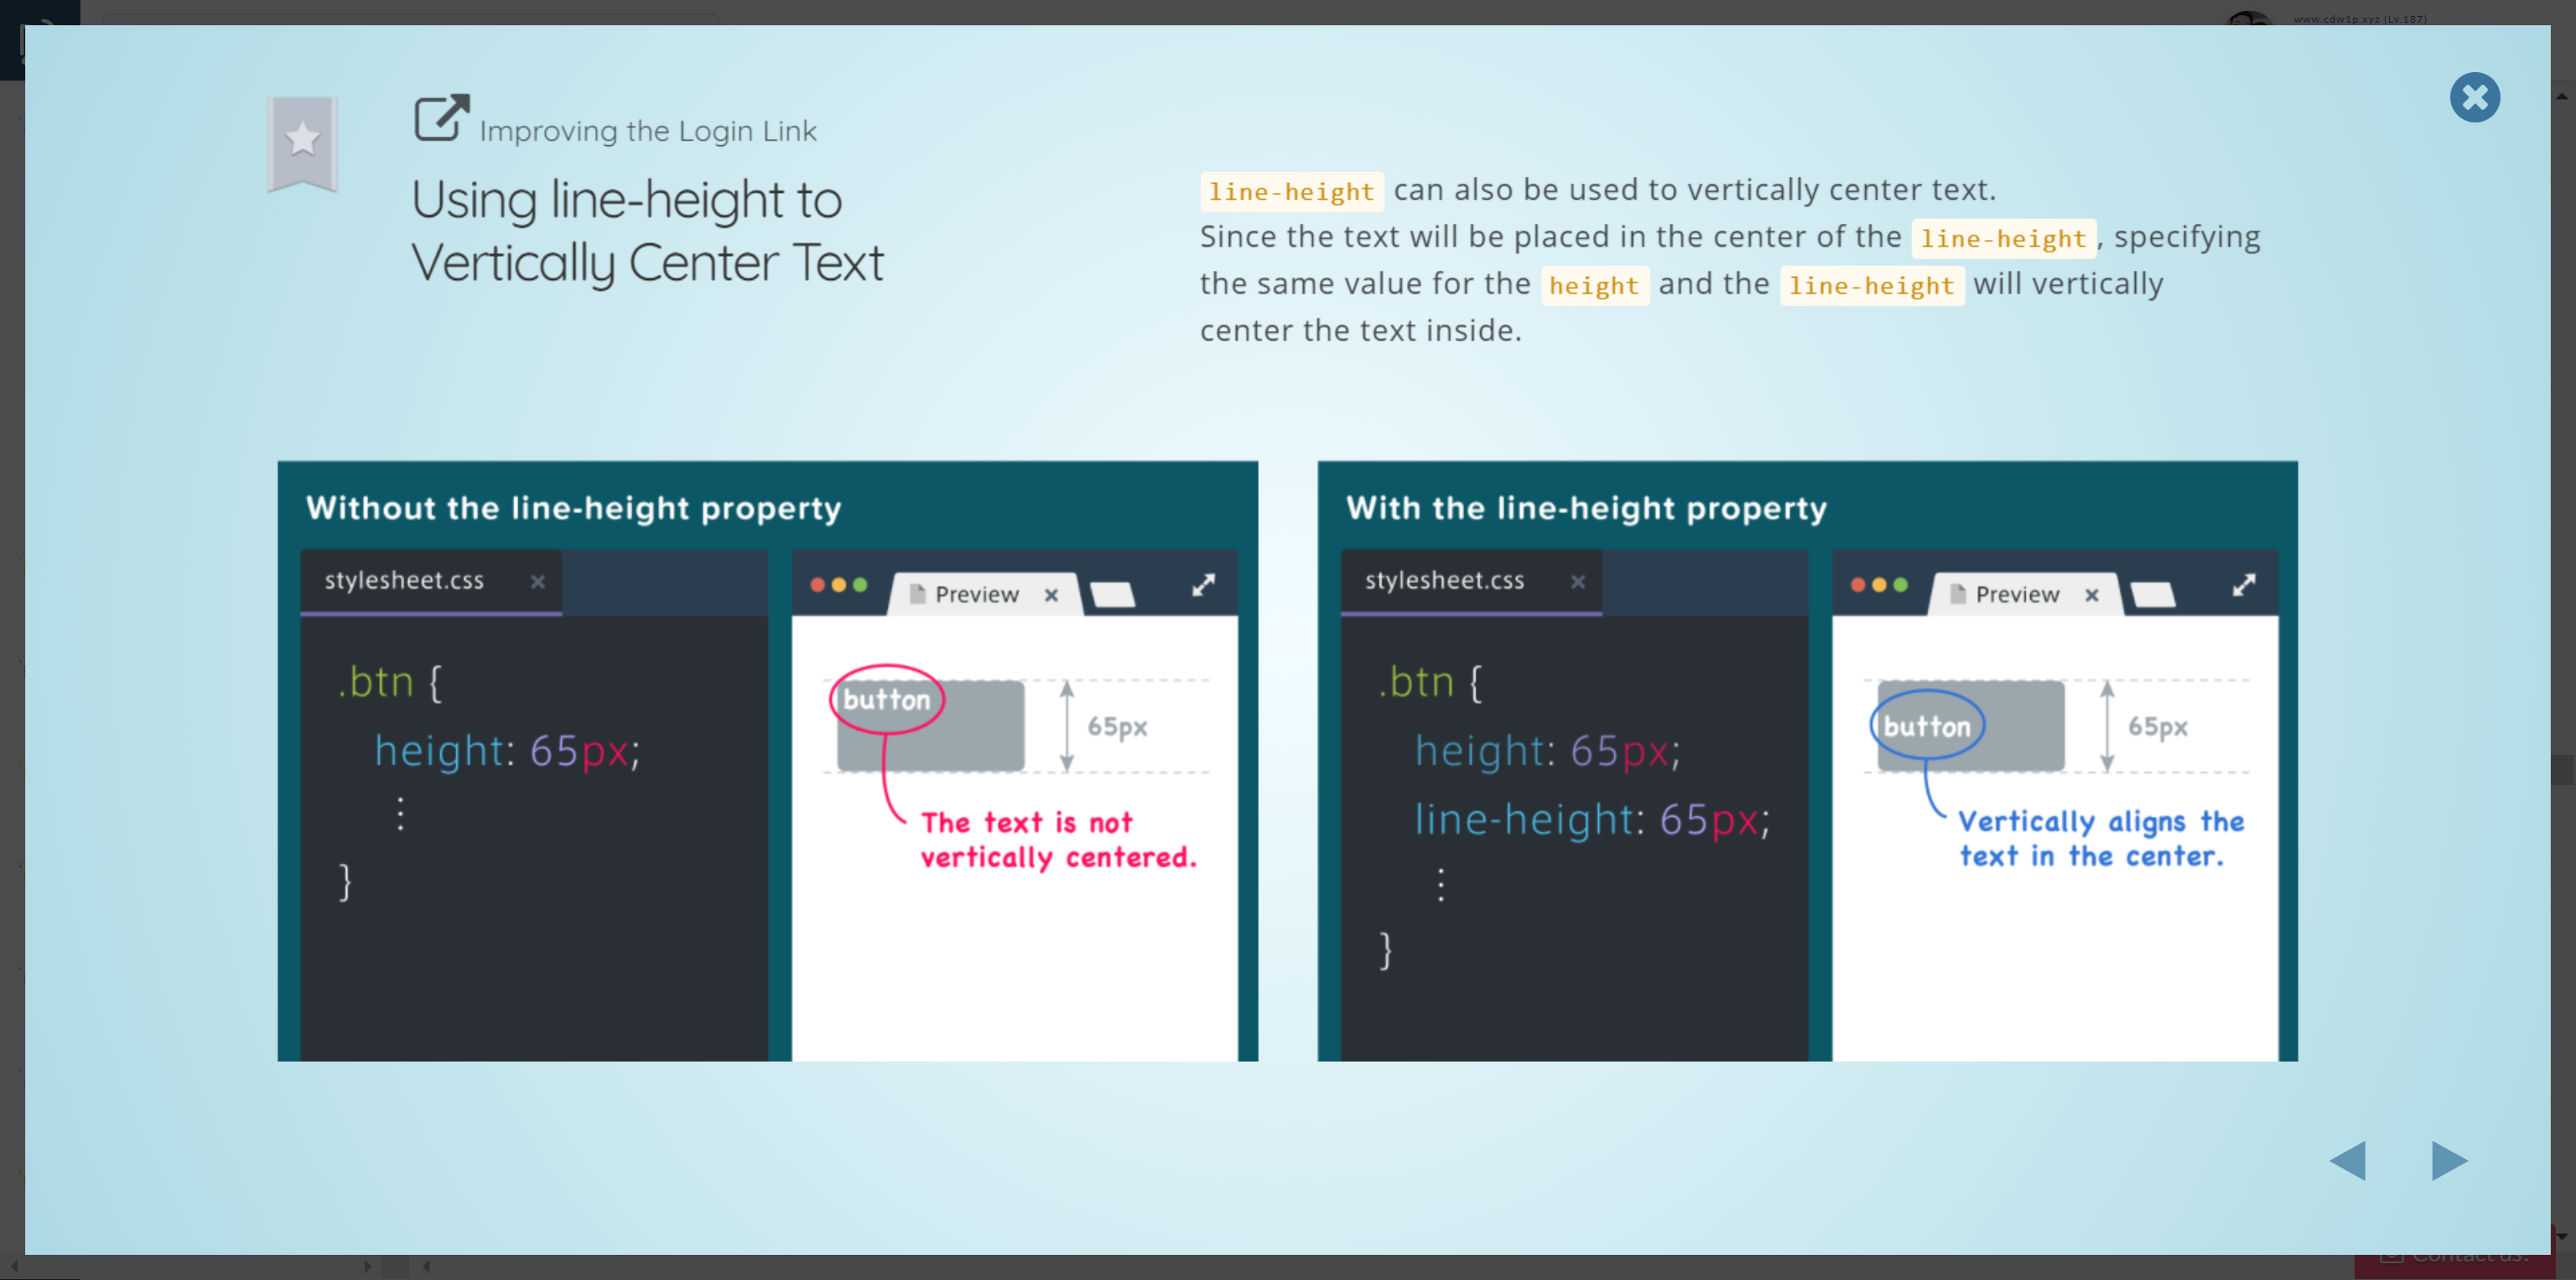 www.cdw1p.xyz (Lv.187)
Improving the Login Link
Using line-height to
Vertically Center Text
line-height can also be used to vertically center text.
Since the text will be placed in the center of the line-height, specifying
the same value for the height and the line-height will vertically
center the text inside.
Without the line-height property
stylesheet.css
Preview
.btn {
height: 65px;
⋮
}
button
65px
The text is not
vertically centered.
With the line-height property
stylesheet.css
Preview
.btn {
height: 65px;
line-height: 65px;
⋮
}
button
65px
Vertically aligns the
text in the center.
Contact us!